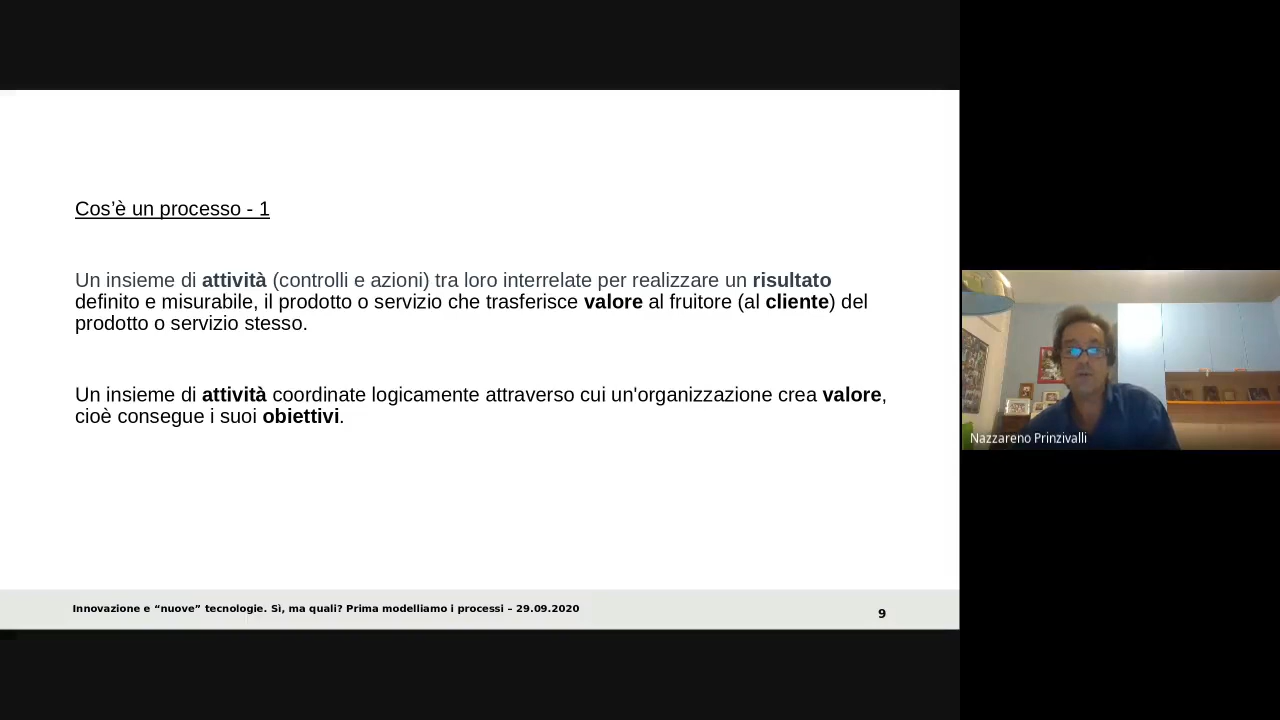 Cos’è un processo - 1
Un insieme di attività (controlli e azioni) tra loro interrelate per realizzare un risultato
definito e misurabile, il prodotto o servizio che trasferisce valore al fruitore (al cliente) del
prodotto o servizio stesso.
Un insieme di attività coordinate logicamente attraverso cui un'organizzazione crea valore,
cioè consegue i suoi obiettivi.
Nazzareno Prinzivalli
Innovazione e “nuove” tecnologie. Sì, ma quali? Prima modelliamo i processi – 29.09.2020
9